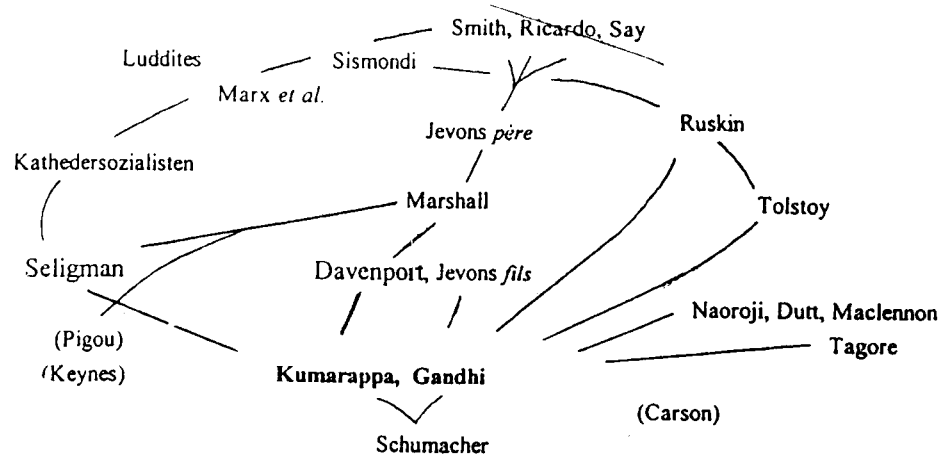 Smith, Ricardo, Say
Luddites
Sismondi
Marx et al.
Jevons père
Ruskin
Kathedersozialisten
Marshall
Tolstoy
Seligman
Davenport, Jevons fils
Naoroji, Dutt, Maclennon
(Pigou)
Tagore
(Keynes)
Kumarappa, Gandhi
(Carson)
Schumacher